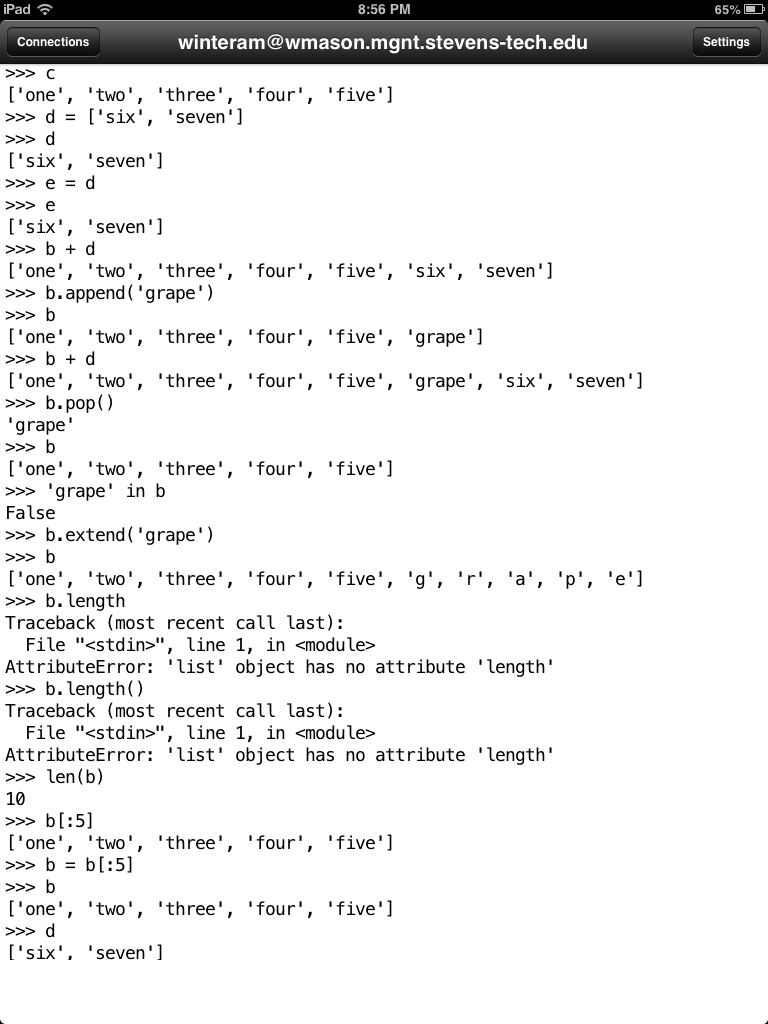 iPad 8:56 PM 65%
Connections winteram@wmason.mgnt.stevens-tech.edu Settings
>>> c
['one', 'two', 'three', 'four', 'five']
>>> d = ['six', 'seven']
>>> d
['six', 'seven']
>>> e = d
>>> e
['six', 'seven']
>>> b + d
['one', 'two', 'three', 'four', 'five', 'six', 'seven']
>>> b.append('grape')
>>> b
['one', 'two', 'three', 'four', 'five', 'grape']
>>> b + d
['one', 'two', 'three', 'four', 'five', 'grape', 'six', 'seven']
>>> b.pop()
'grape'
>>> b
['one', 'two', 'three', 'four', 'five']
>>> 'grape' in b
False
>>> b.extend('grape')
>>> b
['one', 'two', 'three', 'four', 'five', 'g', 'r', 'a', 'p', 'e']
>>> b.length
Traceback (most recent call last):
  File "<stdin>", line 1, in <module>
AttributeError: 'list' object has no attribute 'length'
>>> b.length()
Traceback (most recent call last):
  File "<stdin>", line 1, in <module>
AttributeError: 'list' object has no attribute 'length'
>>> len(b)
10
>>> b[:5]
['one', 'two', 'three', 'four', 'five']
>>> b = b[:5]
>>> b
['one', 'two', 'three', 'four', 'five']
>>> d
['six', 'seven']